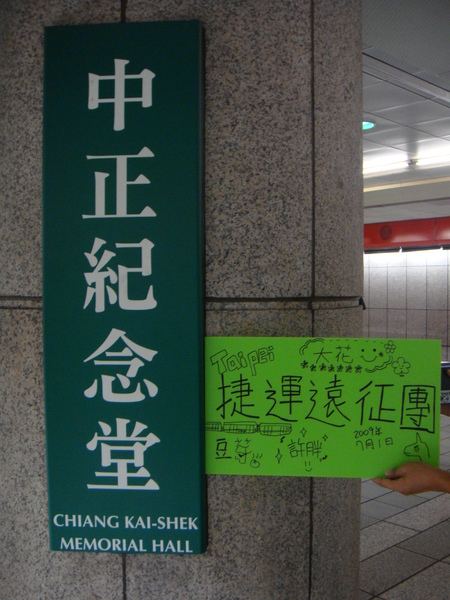 中正紀念堂
CHIANG KAI-SHEK
MEMORIAL HALL
Taipei
大花
捷運遠征團
豆芽
許胖
2009年
7月1日